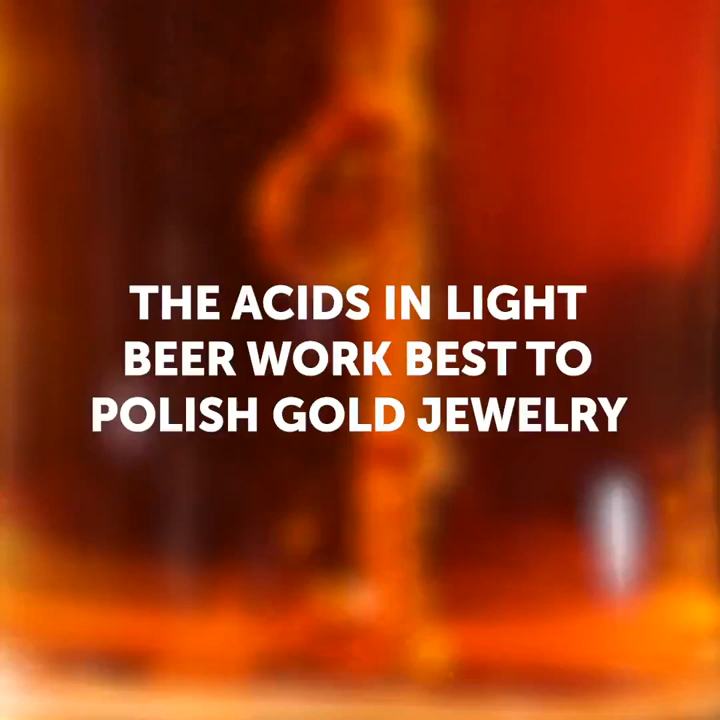 THE ACIDS IN LIGHT
BEER WORK BEST TO
POLISH GOLD JEWELRY